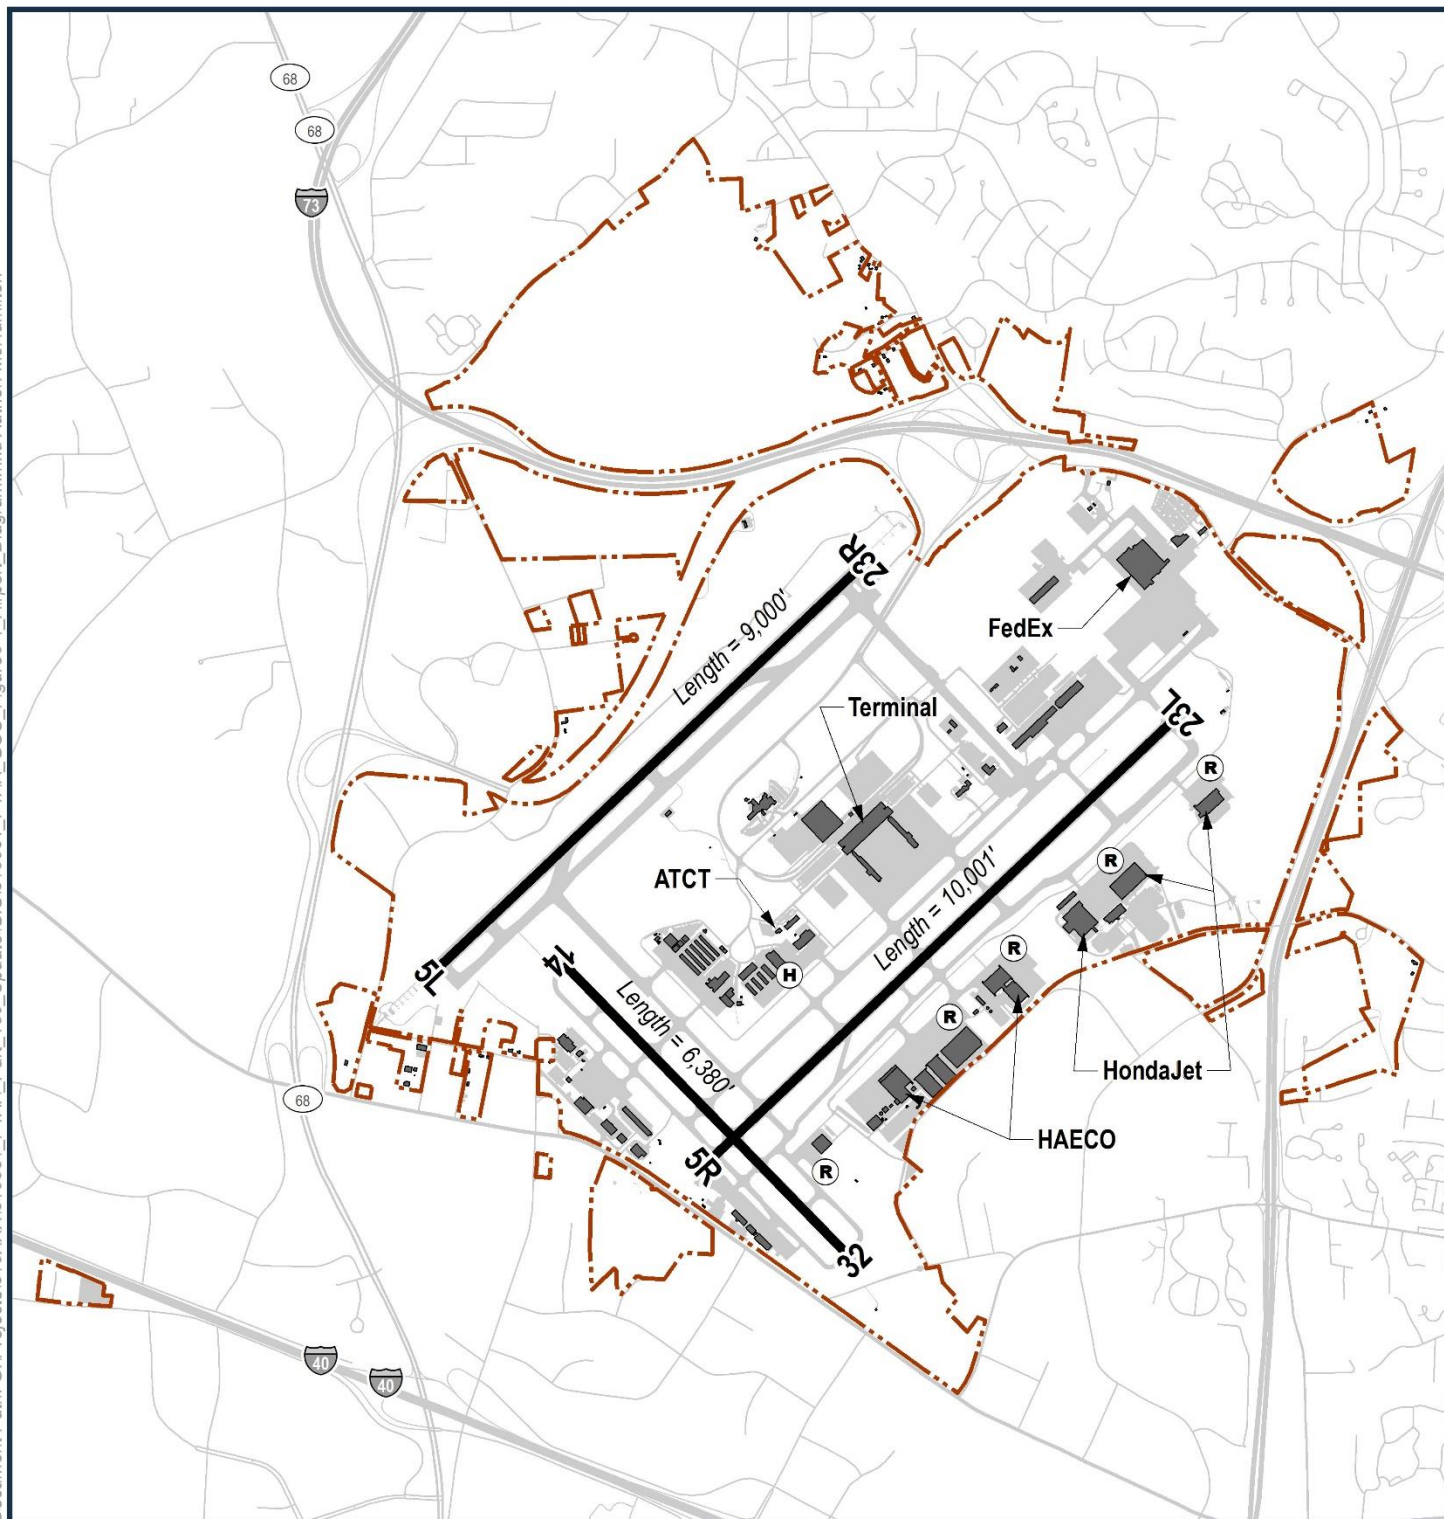 68
68
73
23R
Length = 9,000'
FedEx
Terminal
23L
R
R
ATCT
Length = 10,001'
14
5L
R
H
Length = 6,380'
R
HondaJet
68
HAECO
5R
R
32
40
40